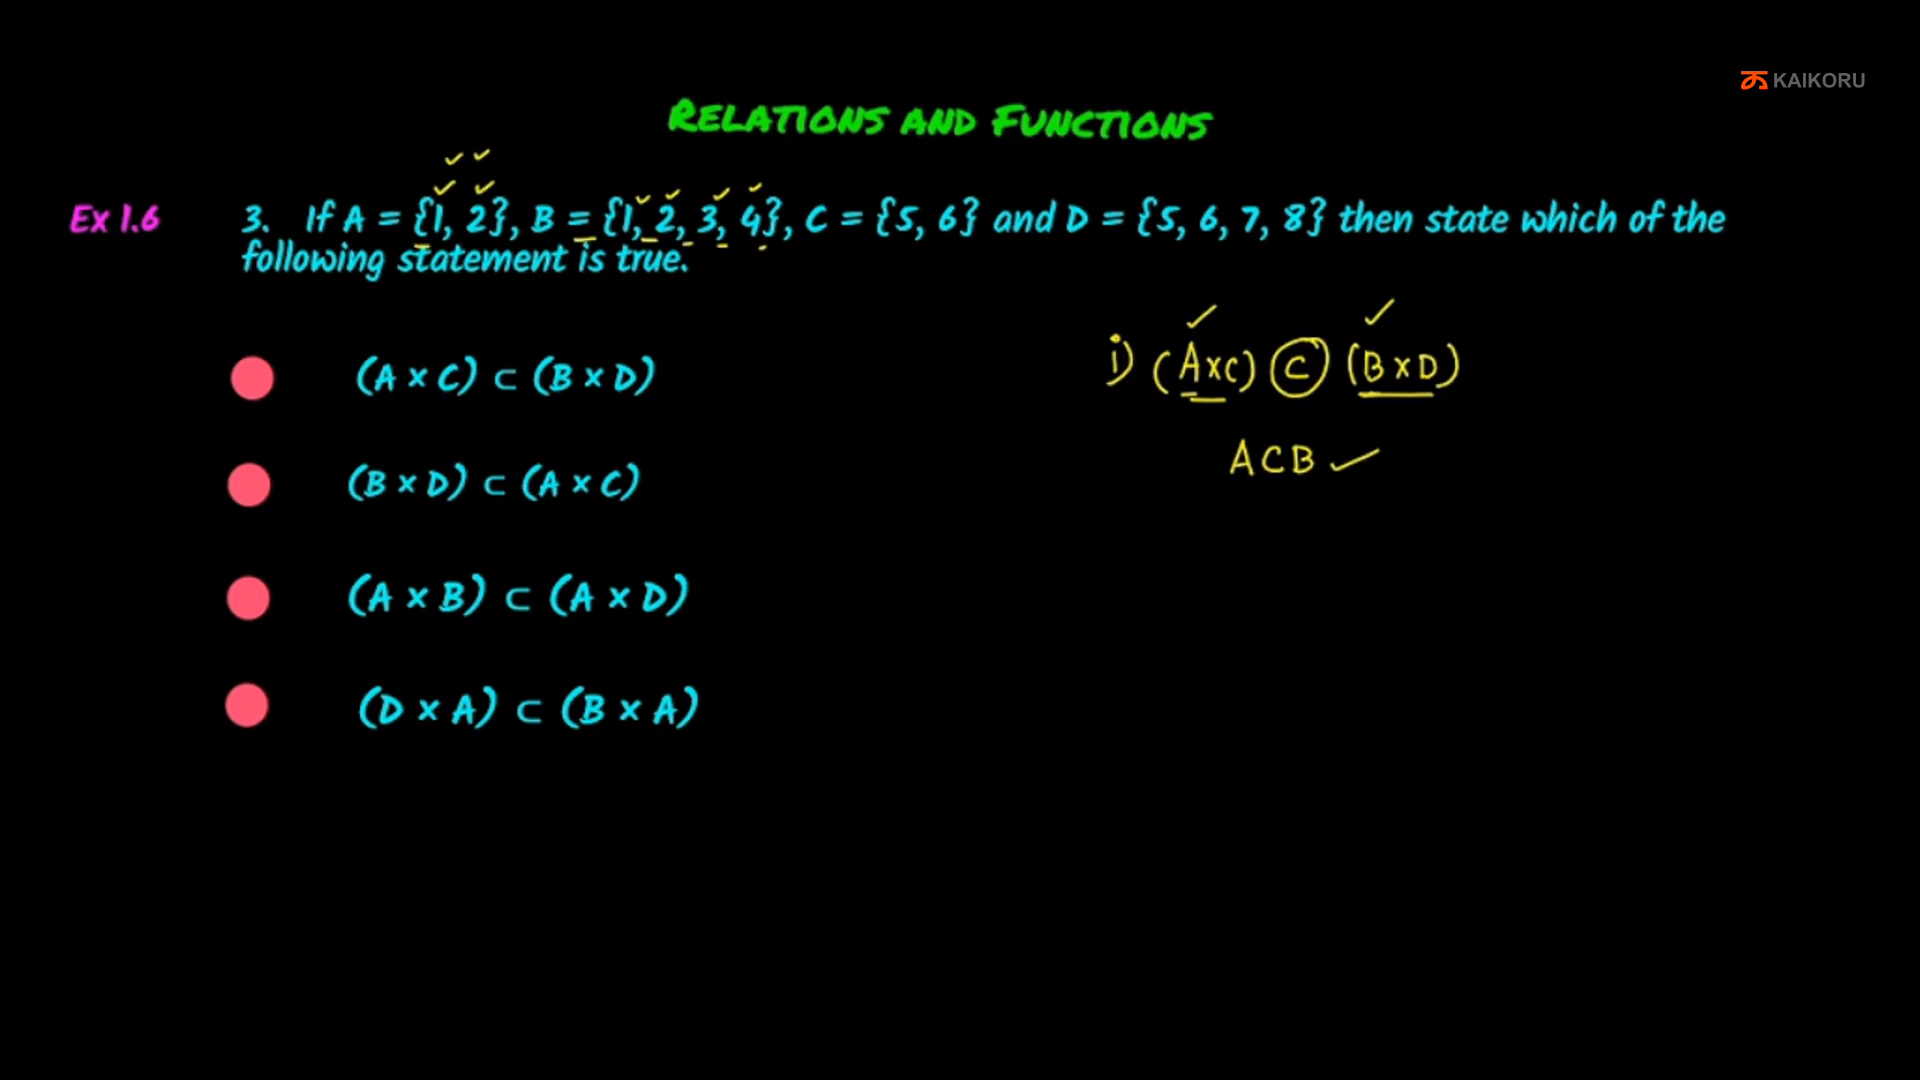 KAIKORU
RELATIONS AND FUNCTIONS
Ex 1.6
3. If A = {1, 2}, B = {1, 2, 3, 4}, C = {5, 6} and D = {5, 6, 7, 8} then state which of the
following statement is true.
(A × C) ⊂ (B × D)
(B × D) ⊂ (A × C)
(A × B) ⊂ (A × D)
(D × A) ⊂ (B × A)
i) (A×C) ⊂ (B×D)
A⊂B ✓